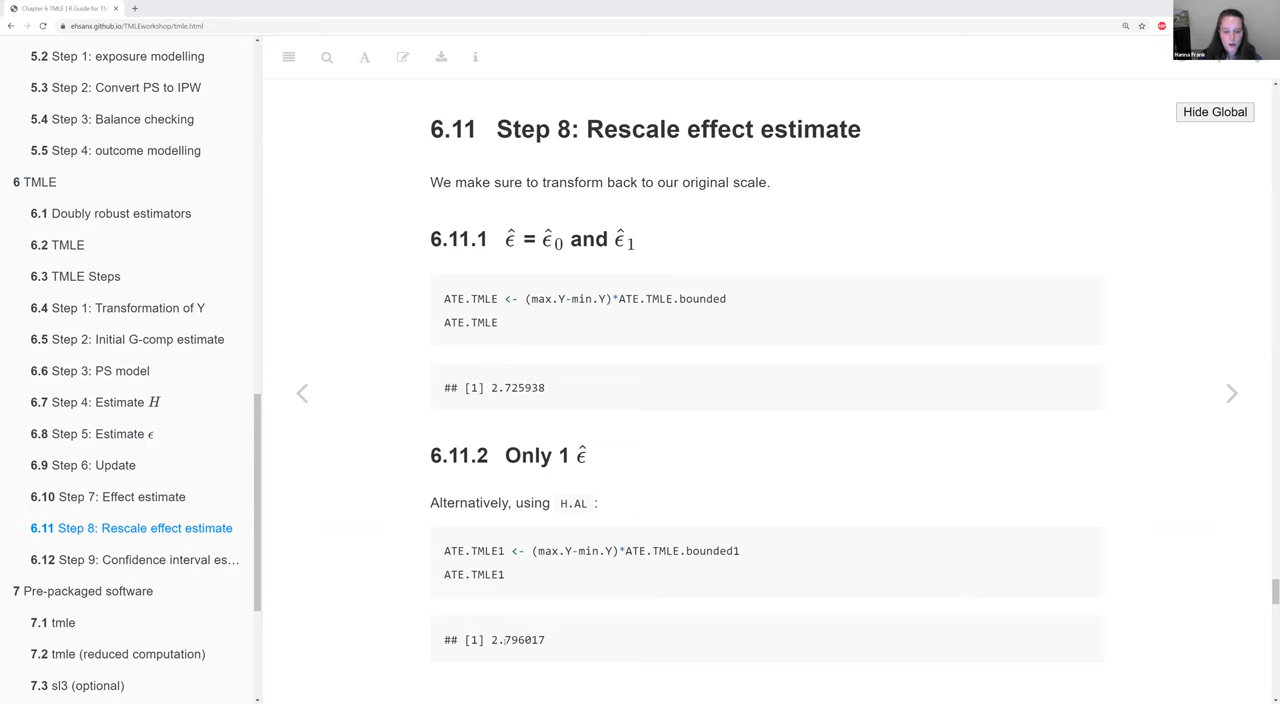 Chapter 6 TMLE | R Guide for TM
ehsanx.github.io/TMLEworkshop/tmle.html
Hanna Frank
5.2 Step 1: exposure modelling
5.3 Step 2: Convert PS to IPW
5.4 Step 3: Balance checking
5.5 Step 4: outcome modelling
6 TMLE
6.1 Doubly robust estimators
6.2 TMLE
6.3 TMLE Steps
6.4 Step 1: Transformation of Y
6.5 Step 2: Initial G-comp estimate
6.6 Step 3: PS model
6.7 Step 4: Estimate H
6.8 Step 5: Estimate ϵ
6.9 Step 6: Update
6.10 Step 7: Effect estimate
6.11 Step 8: Rescale effect estimate
6.12 Step 9: Confidence interval es...
7 Pre-packaged software
7.1 tmle
7.2 tmle (reduced computation)
7.3 sl3 (optional)
Hide Global
6.11 Step 8: Rescale effect estimate
We make sure to transform back to our original scale.
6.11.1 ϵ̂ = ϵ̂₀ and ϵ̂₁
ATE.TMLE <- (max.Y-min.Y)*ATE.TMLE.bounded
ATE.TMLE
## [1] 2.725938
6.11.2 Only 1 ϵ̂
Alternatively, using H.AL :
ATE.TMLE1 <- (max.Y-min.Y)*ATE.TMLE.bounded1
ATE.TMLE1
## [1] 2.796017